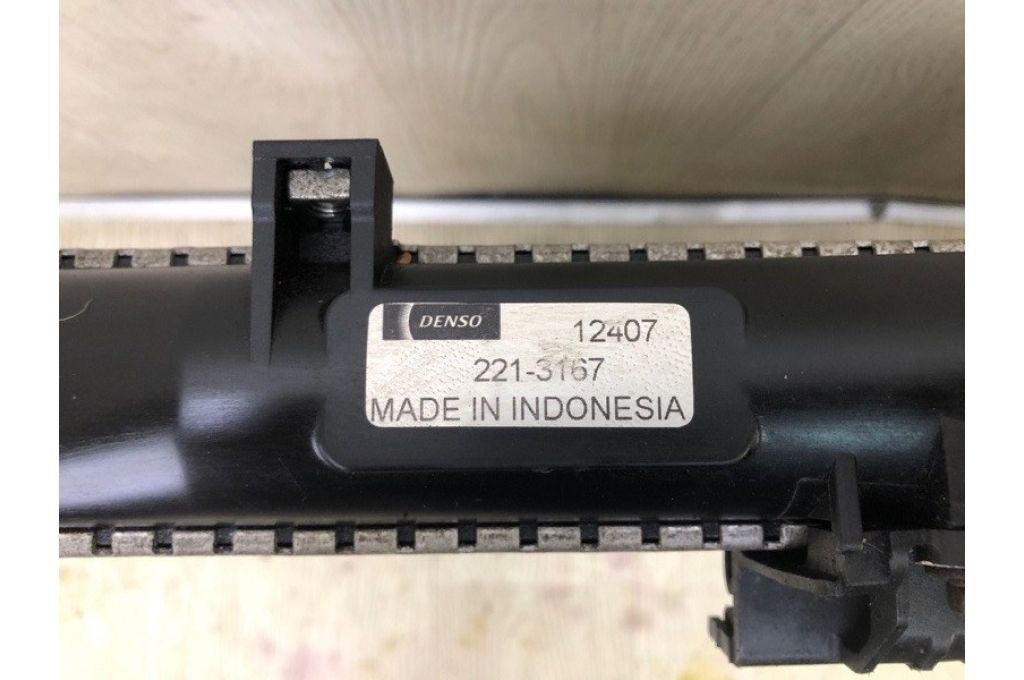 DENSO 12407
221-3167
MADE IN INDONESIA